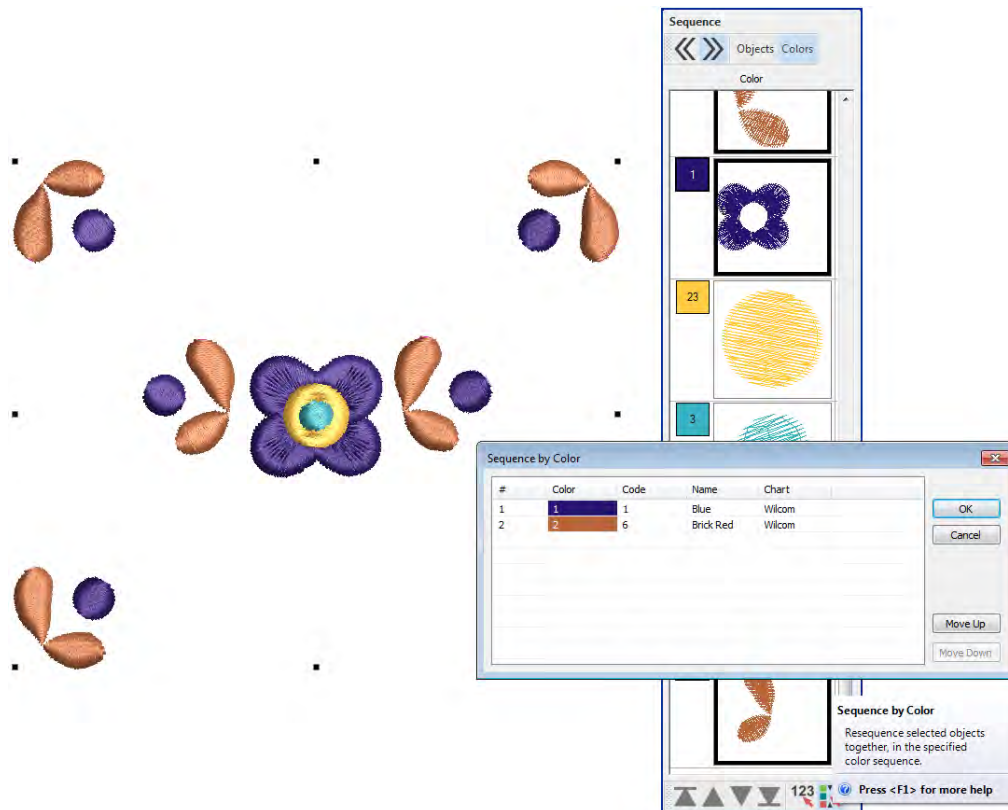 Sequence
Objects Colors
Color
1
23
3
Sequence by Color
# Color Code Name Chart
1 1 1 Blue Wilcom
2 2 6 Brick Red Wilcom
OK
Cancel
Move Up
Move Down
Sequence by Color
Resequence selected objects
together, in the specified
color sequence.
123
Press <F1> for more help